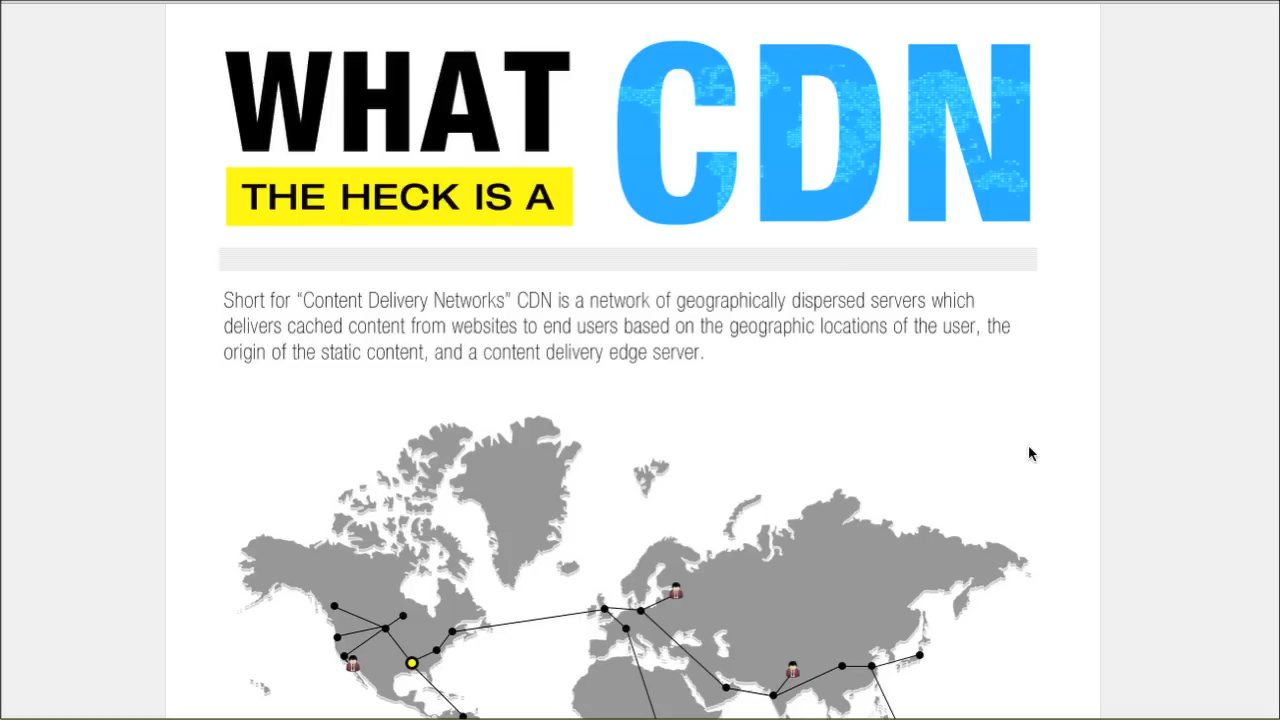 WHAT
THE HECK IS A
CDN
Short for “Content Delivery Networks” CDN is a network of geographically dispersed servers which
delivers cached content from websites to end users based on the geographic locations of the user, the
origin of the static content, and a content delivery edge server.